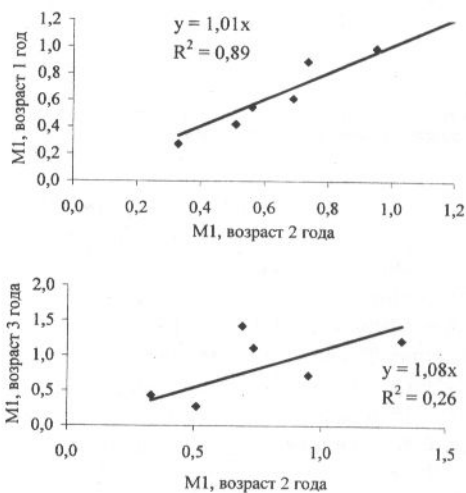 M1, возраст 1 год
1,2
1,0
0,8
0,6
0,4
0,2
0,0
y = 1,01x
R² = 0,89
0,0 0,2 0,4 0,6 0,8 1,0 1,2
M1, возраст 2 года
M1, возраст 3 года
2,0
1,5
1,0
0,5
0,0
y = 1,08x
R² = 0,26
0,0 0,5 1,0 1,5
M1, возраст 2 года